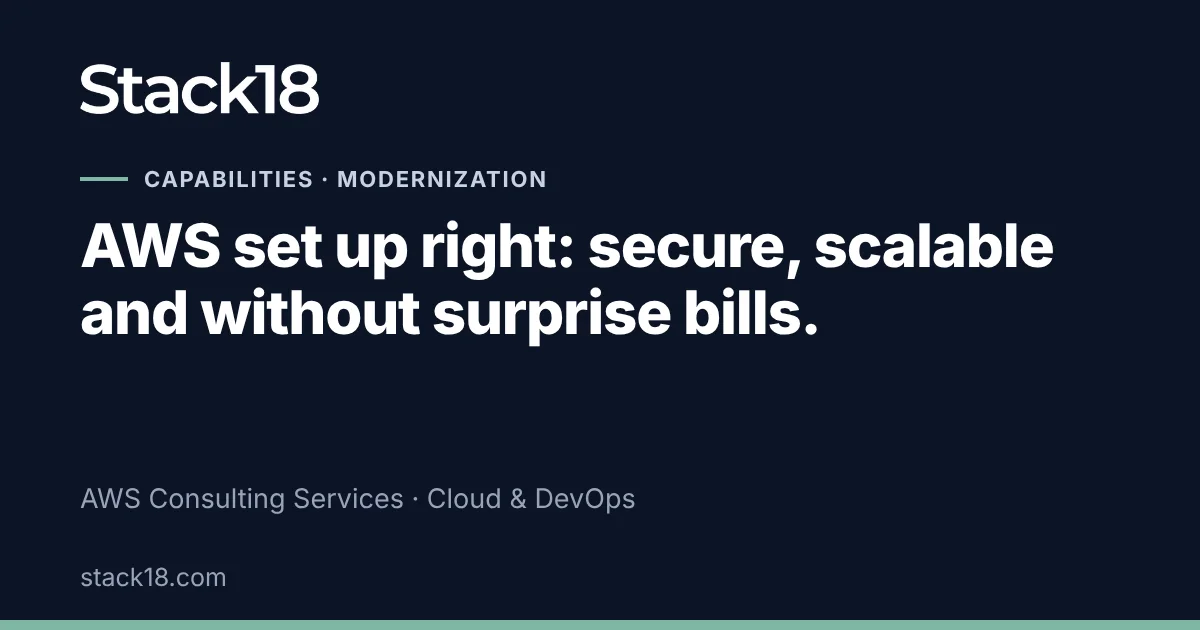 Stack18
CAPABILITIES · MODERNIZATION
AWS set up right: secure, scalable
and without surprise bills.
AWS Consulting Services · Cloud & DevOps
stack18.com